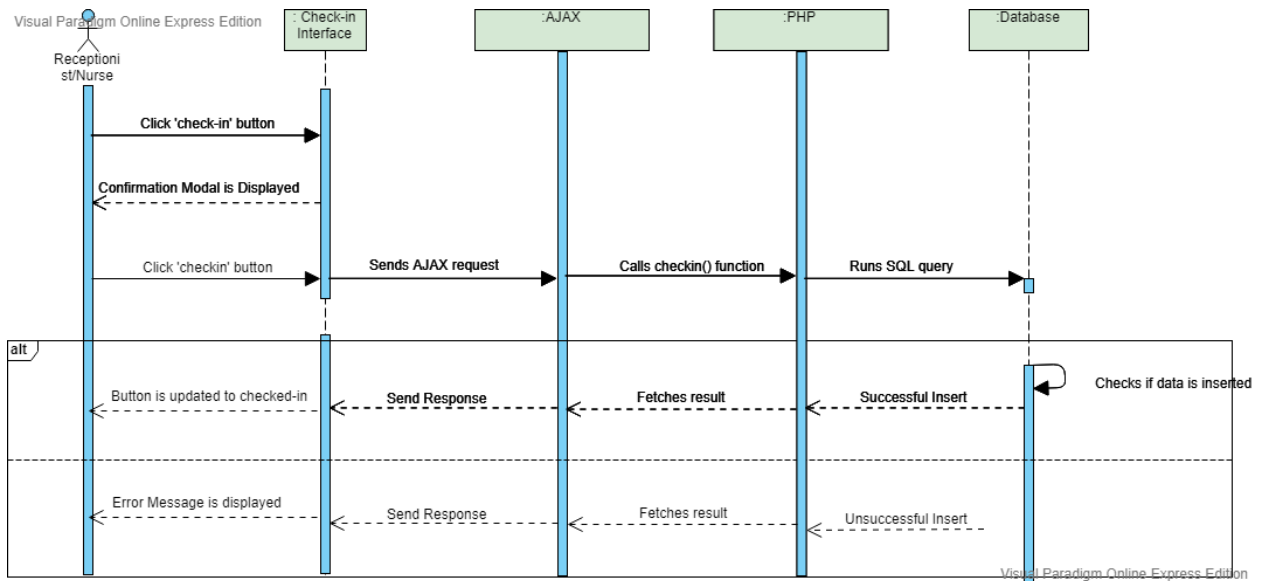 Visual Paradigm Online Express Edition
Receptioni
st/Nurse
: Check-in
Interface
:AJAX
:PHP
:Database
Click 'check-in' button
Confirmation Modal is Displayed
Click 'checkin' button
Sends AJAX request
Calls checkin() function
Runs SQL query
alt
Checks if data is inserted
Button is updated to checked-in
Send Response
Fetches result
Successful Insert
Error Message is displayed
Send Response
Fetches result
Unsuccessful Insert
Visual Paradigm Online Express Edition